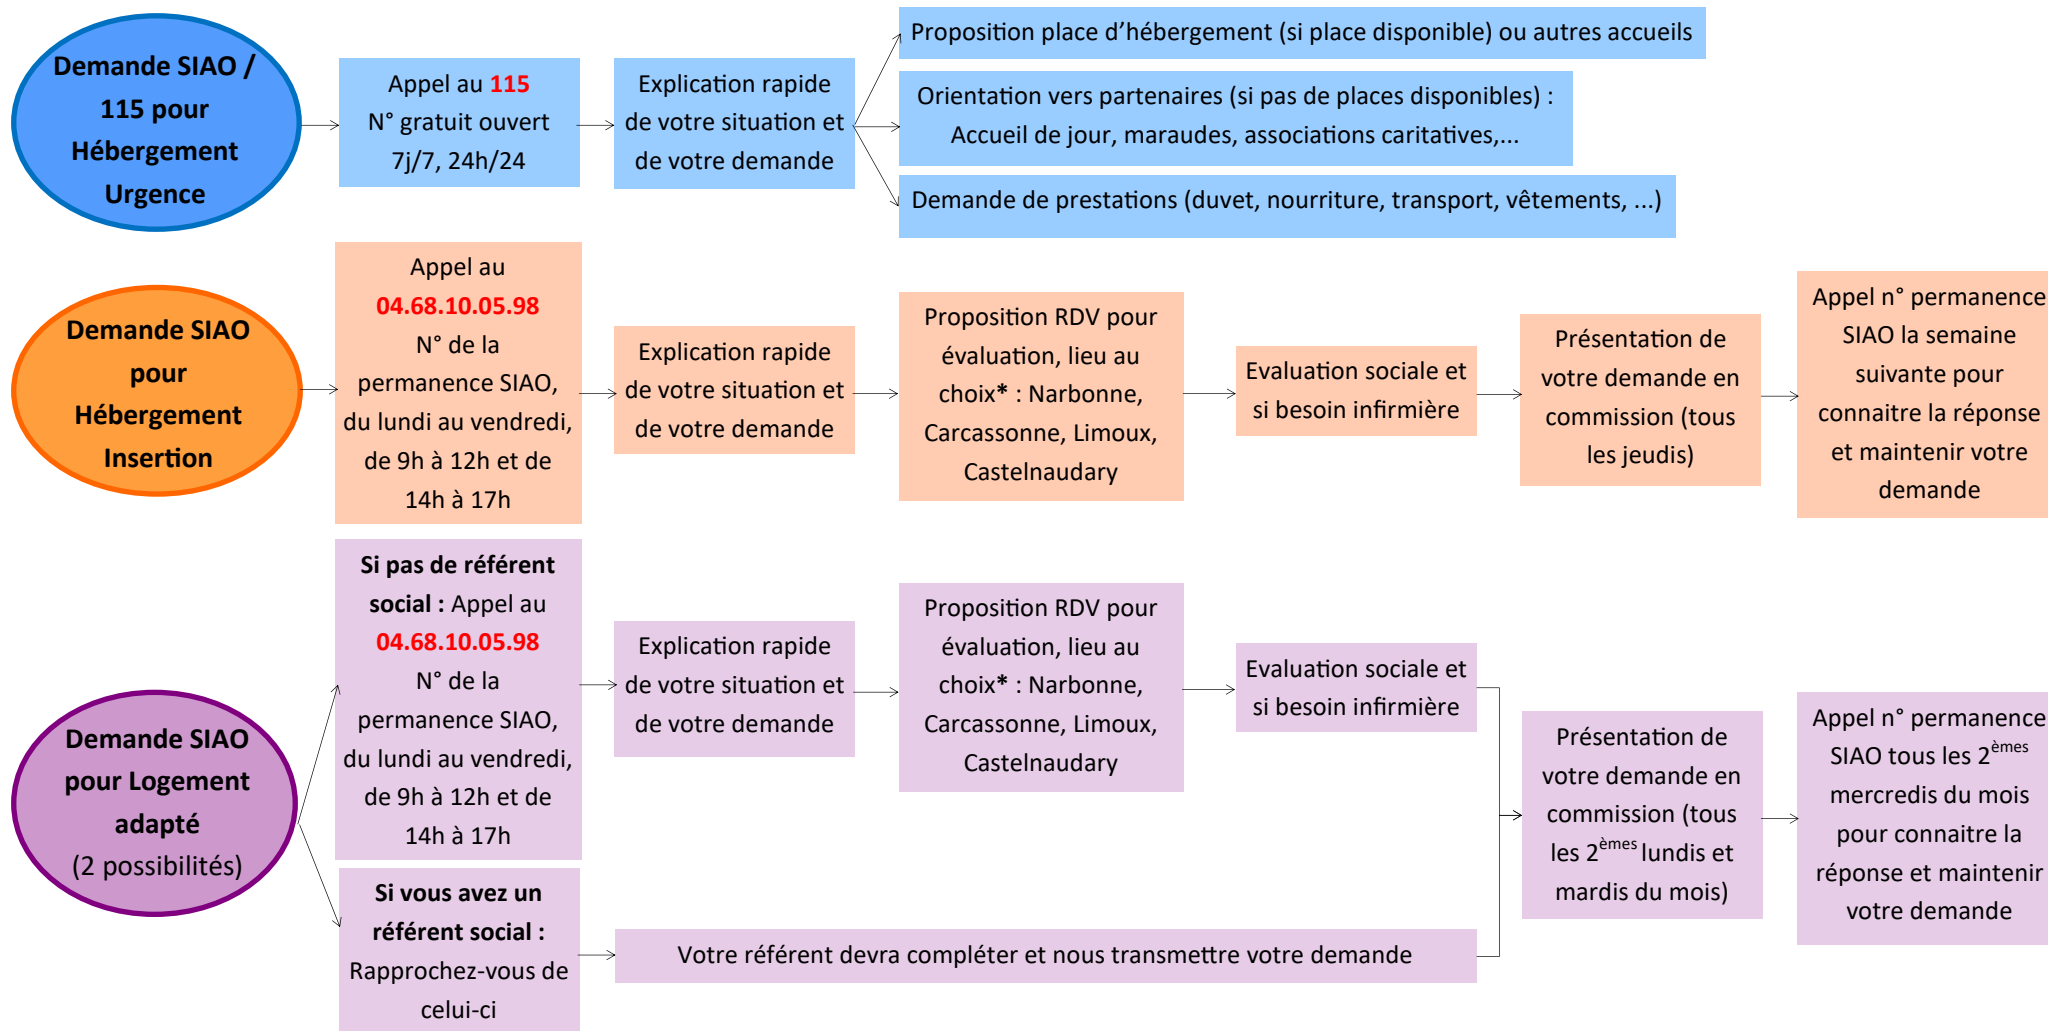 Demande SIAO /
115 pour
Hébergement
Urgence
Appel au 115
N° gratuit ouvert
7j/7, 24h/24
Explication rapide
de votre situation et
de votre demande
Proposition place d’hébergement (si place disponible) ou autres accueils
Orientation vers partenaires (si pas de places disponibles) :
Accueil de jour, maraudes, associations caritatives,...
Demande de prestations (duvet, nourriture, transport, vêtements, ...)
Demande SIAO
pour
Hébergement
Insertion
Appel au
04.68.10.05.98
N° de la
permanence SIAO,
du lundi au vendredi,
de 9h à 12h et de
14h à 17h
Explication rapide
de votre situation et
de votre demande
Proposition RDV pour
évaluation, lieu au
choix* : Narbonne,
Carcassonne, Limoux,
Castelnaudary
Evaluation sociale et
si besoin infirmière
Présentation de
votre demande en
commission (tous
les jeudis)
Appel n° permanence
SIAO la semaine
suivante pour
connaitre la réponse
et maintenir votre
demande
Demande SIAO
pour Logement
adapté
(2 possibilités)
Si pas de référent
social : Appel au
04.68.10.05.98
N° de la
permanence SIAO,
du lundi au vendredi,
de 9h à 12h et de
14h à 17h
Explication rapide
de votre situation et
de votre demande
Proposition RDV pour
évaluation, lieu au
choix* : Narbonne,
Carcassonne, Limoux,
Castelnaudary
Evaluation sociale et
si besoin infirmière
Si vous avez un
référent social :
Rapprochez-vous de
celui-ci
Votre référent devra compléter et nous transmettre votre demande
Présentation de
votre demande en
commission (tous
les 2èmes lundis et
mardis du mois)
Appel n° permanence
SIAO tous les 2èmes
mercredis du mois
pour connaitre la
réponse et maintenir
votre demande